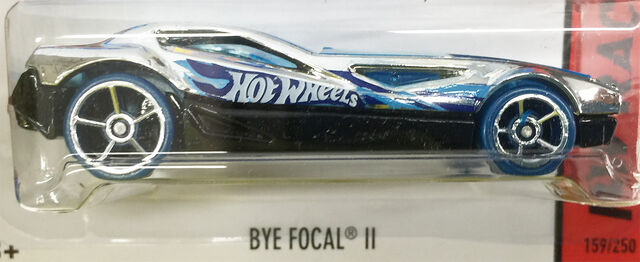 HOT WHEELS
BYE FOCAL® II
159/250